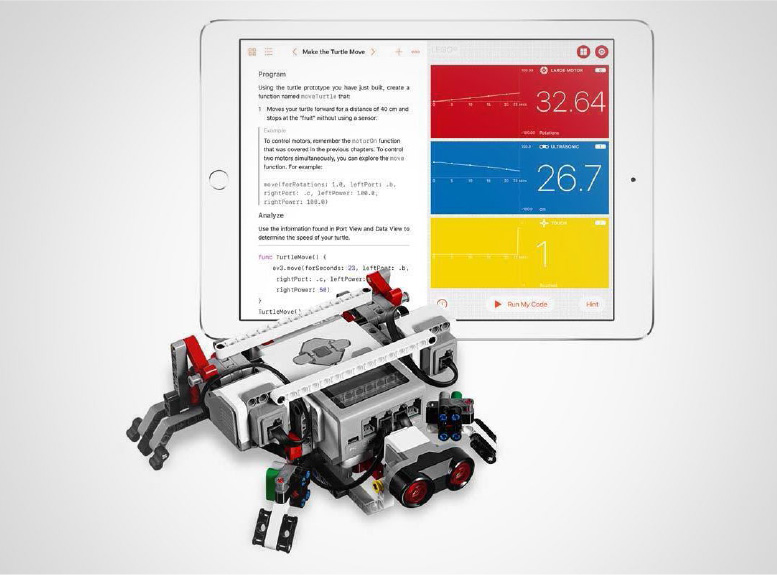 Make the Turtle Move
Program
Using the turtle prototype you have just built, create a
function named moveTurtle that:
1 Moves your turtle forward for a distance of 40 cm and
stops at the "fruit" without using a sensor.
Example
To control motors, remember the motorOn function
that was covered in the previous chapters. To control
two motors simultaneously, you can explore the move
function. For example:
move(forRotations: 1.0, leftPort: .b,
rightPort: .c, leftPower: 100.0,
rightPower: 100.0)
Analyze
Use the information found in Port View and Data View to
determine the speed of your turtle.
func TurtleMove() {
ev3.move(forSeconds: 23, leftPort: .b,
rightPort: .c, leftPower:
rightPower: 50)
}
TurtleMove()
LARGE MOTOR
32.64
Rotations
ULTRASONIC
26.7
cm
TOUCH
1
Run My Code
Hint